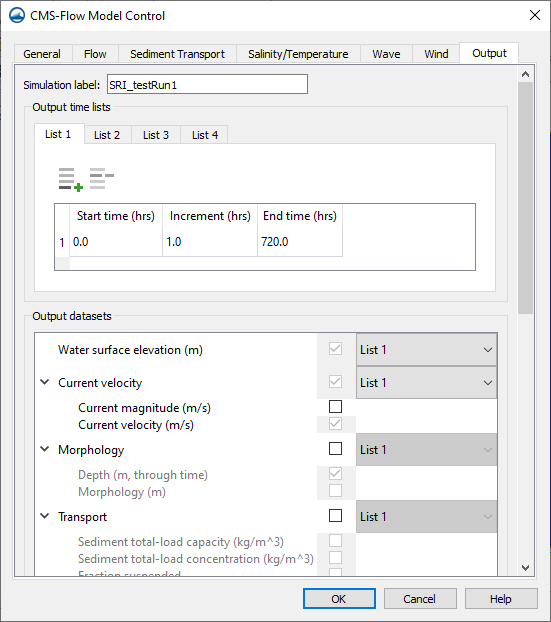 CMS-Flow Model Control
General Flow Sediment Transport Salinity/Temperature Wave Wind Output
Simulation label: SRI_testRun1
Output time lists
List 1 List 2 List 3 List 4
Start time (hrs) Increment (hrs) End time (hrs)
1 0.0 1.0 720.0
Output datasets
Water surface elevation (m) List 1
Current velocity List 1
Current magnitude (m/s)
Current velocity (m/s)
Morphology List 1
Depth (m, through time)
Morphology (m)
Transport List 1
Sediment total-load capacity (kg/m^3)
Sediment total-load concentration (kg/m^3)
Fraction suspended
OK Cancel Help